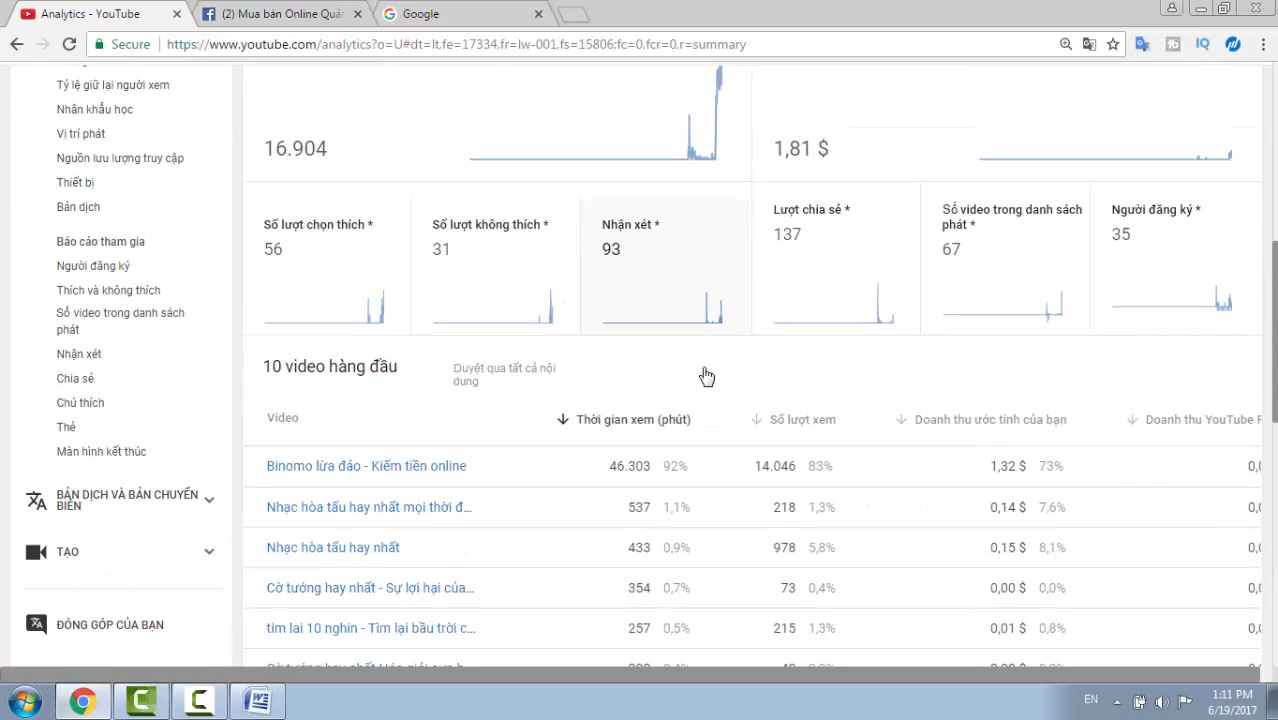 Analytics - YouTube
(2) Mua bán Online Quả
Google
Secure
https://www.youtube.com/analytics?o=U#dt=lt,fe=17334,fr=lw-001,fs=15806;fc=0,fcr=0,r=summary
Tỷ lệ giữ lại người xem
Nhân khẩu học
Vị trí phát
Nguồn lưu lượng truy cập
Thiết bị
Bản dịch
Báo cáo tham gia
Người đăng ký
Thích và không thích
Số video trong danh sách
phát
Nhận xét
Chia sẻ
Chú thích
Thẻ
Màn hình kết thúc
BẢN DỊCH VÀ BẢN CHUYỂN
BIẾN
TẠO
ĐÓNG GÓP CỦA BẠN
16.904
1,81 $
Số lượt chọn thích *
56
Số lượt không thích *
31
Nhận xét *
93
Lượt chia sẻ *
137
Số video trong danh sách
phát *
67
Người đăng ký *
35
10 video hàng đầu
Duyệt qua tất cả nội
dung
Video
Thời gian xem (phút)
Số lượt xem
Doanh thu ước tính của bạn
Doanh thu YouTube
Binomo lừa đảo - Kiếm tiền online 46.303 92% 14.046 83% 1,32 $ 73% 0,
Nhạc hòa tấu hay nhất mọi thời đ... 537 1,1% 218 1,3% 0,14 $ 7,6% 0,
Nhạc hòa tấu hay nhất 433 0,9% 978 5,8% 0,15 $ 8,1% 0,
Cờ tướng hay nhất - Sự lợi hại của... 354 0,7% 73 0,4% 0,00 $ 0,0% 0,
tim lai 10 nghin - Tìm lại bầu trời c... 257 0,5% 215 1,3% 0,01 $ 0,8% 0,
EN
1:11 PM
6/19/2017